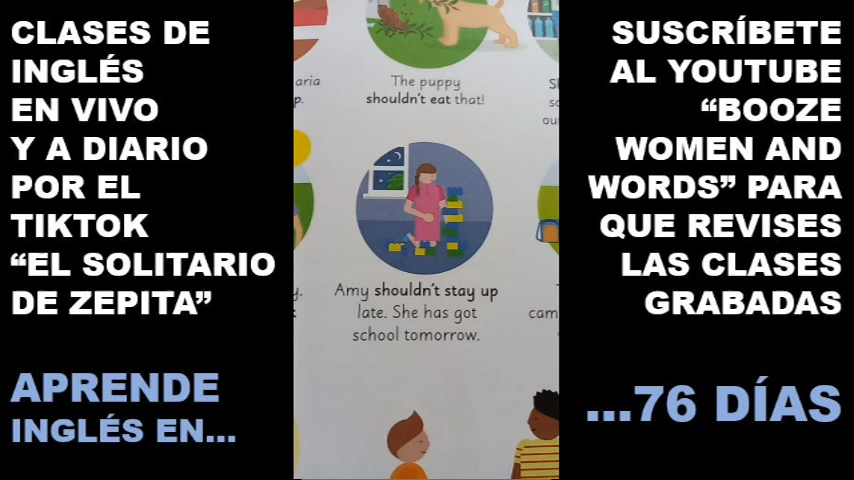 CLASES DE
INGLÉS
EN VIVO
Y A DIARIO
POR EL
TIKTOK
“EL SOLITARIO
DE ZEPITA”
APRENDE
INGLÉS EN...
aria
p.
The puppy
shouldn't eat that!
Amy shouldn't stay up
late. She has got
school tomorrow.
y.
cam
SUSCRÍBETE
AL YOUTUBE
“BOOZE
WOMEN AND
WORDS” PARA
QUE REVISES
LAS CLASES
GRABADAS
...76 DÍAS